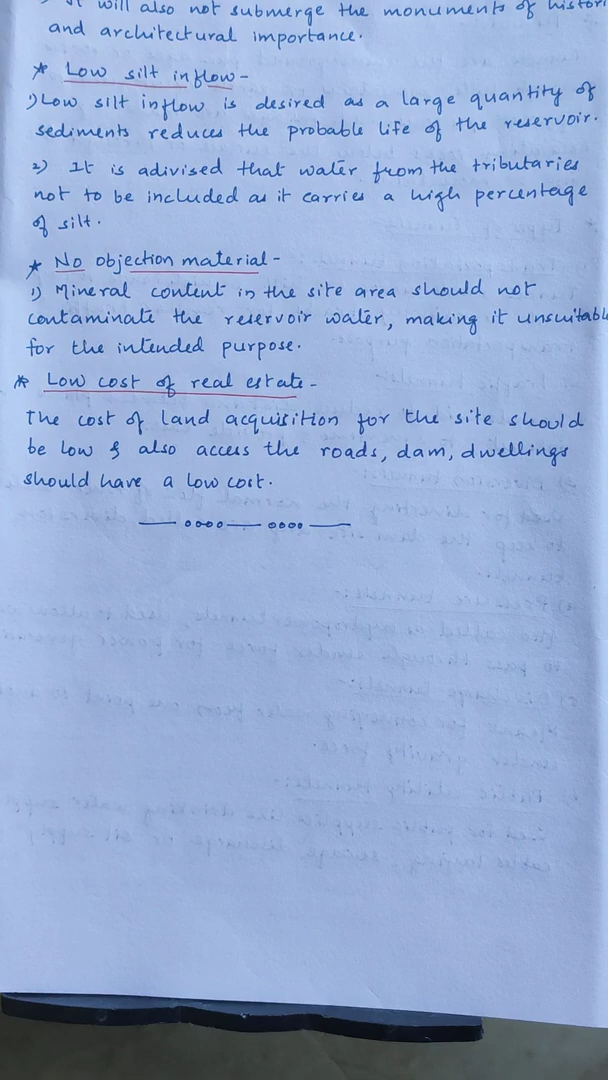 It will also not submerge the monuments of histori
and architectural importance.
* Low silt inflow -
1) Low silt inflow is desired as a large quantity of
sediments reduces the probable life of the reservoir.
2) It is adivised that water from the tributaries
not to be included as it carries a high percentage
of silt.
* No objection material -
1) Mineral content in the site area should not
contaminate the reservoir water, making it unsuitabl
for the intended purpose.
* Low cost of real estate -
The cost of land acquisition for the site should
be low & also access the roads, dam, dwellings
should have a low cost.